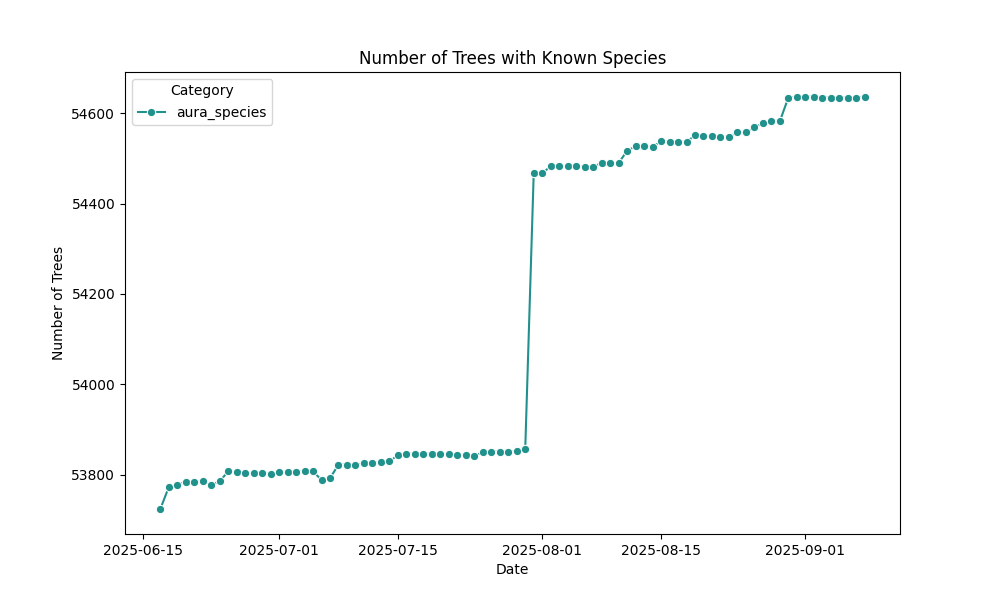 Number of Trees with Known Species
Category
aura_species
Number of Trees
54600
54400
54200
54000
53800
2025-06-15
2025-07-01
2025-07-15
2025-08-01
2025-08-15
2025-09-01
Date